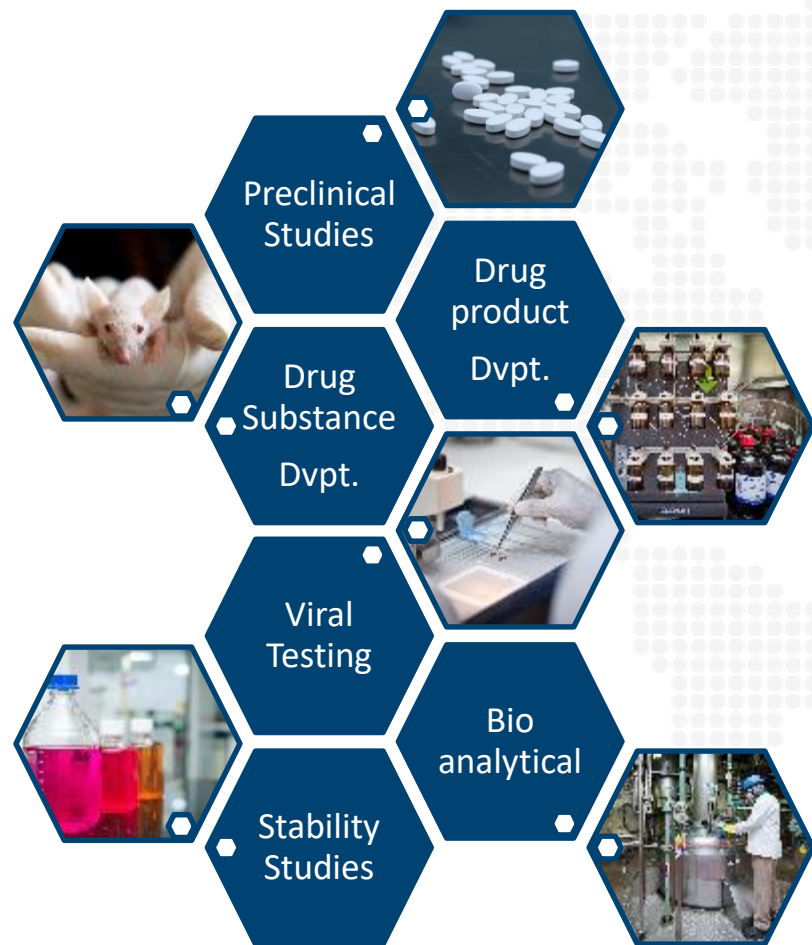 Preclinical
Studies
Drug
product
Dvpt.
Drug
Substance
Dvpt.
Viral
Testing
Bio
analytical
Stability
Studies